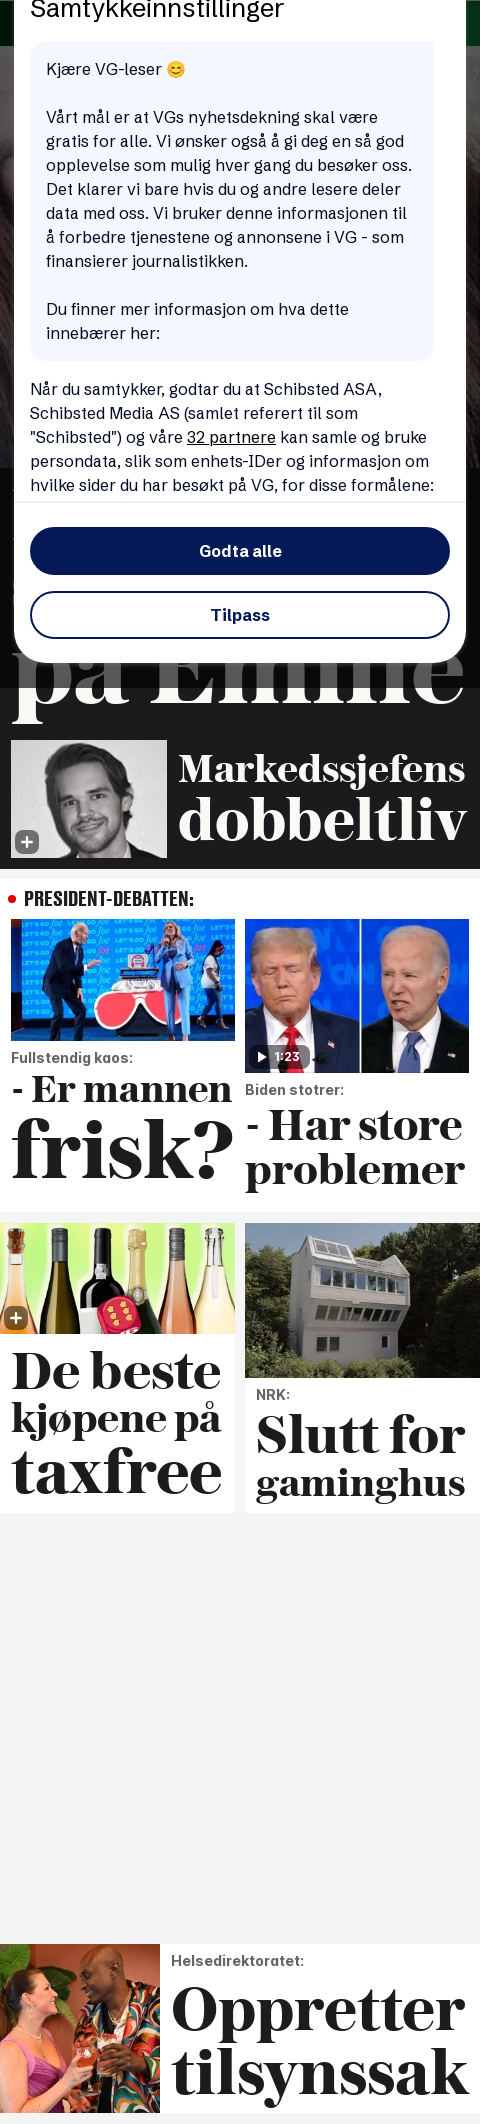 Samtykkeinnstillinger
Kjære VG-leser 😊
Vårt mål er at VGs nyhetsdekning skal være
gratis for alle. Vi ønsker også å gi deg en så god
opplevelse som mulig hver gang du besøker oss.
Det klarer vi bare hvis du og andre lesere deler
data med oss. Vi bruker denne informasjonen til
å forbedre tjenestene og annonsene i VG - som
finansierer journalistikken.
Du finner mer informasjon om hva dette
innebærer her:
Når du samtykker, godtar du at Schibsted ASA,
Schibsted Media AS (samlet referert til som
"Schibsted") og våre 32 partnere kan samle og bruke
persondata, slik som enhets-IDer og informasjon om
hvilke sider du har besøkt på VG, for disse formålene:
Godta alle
Tilpass
på Emilie
Markedssjefens
dobbeltliv
PRESIDENT-DEBATTEN:
Fullstendig kaos:
- Er mannen
frisk?
1:23
Biden stotrer:
- Har store
problemer
De beste
kjøpene på
taxfree
NRK:
Slutt for
gaminghus
Helsedirektoratet:
Oppretter
tilsynssak